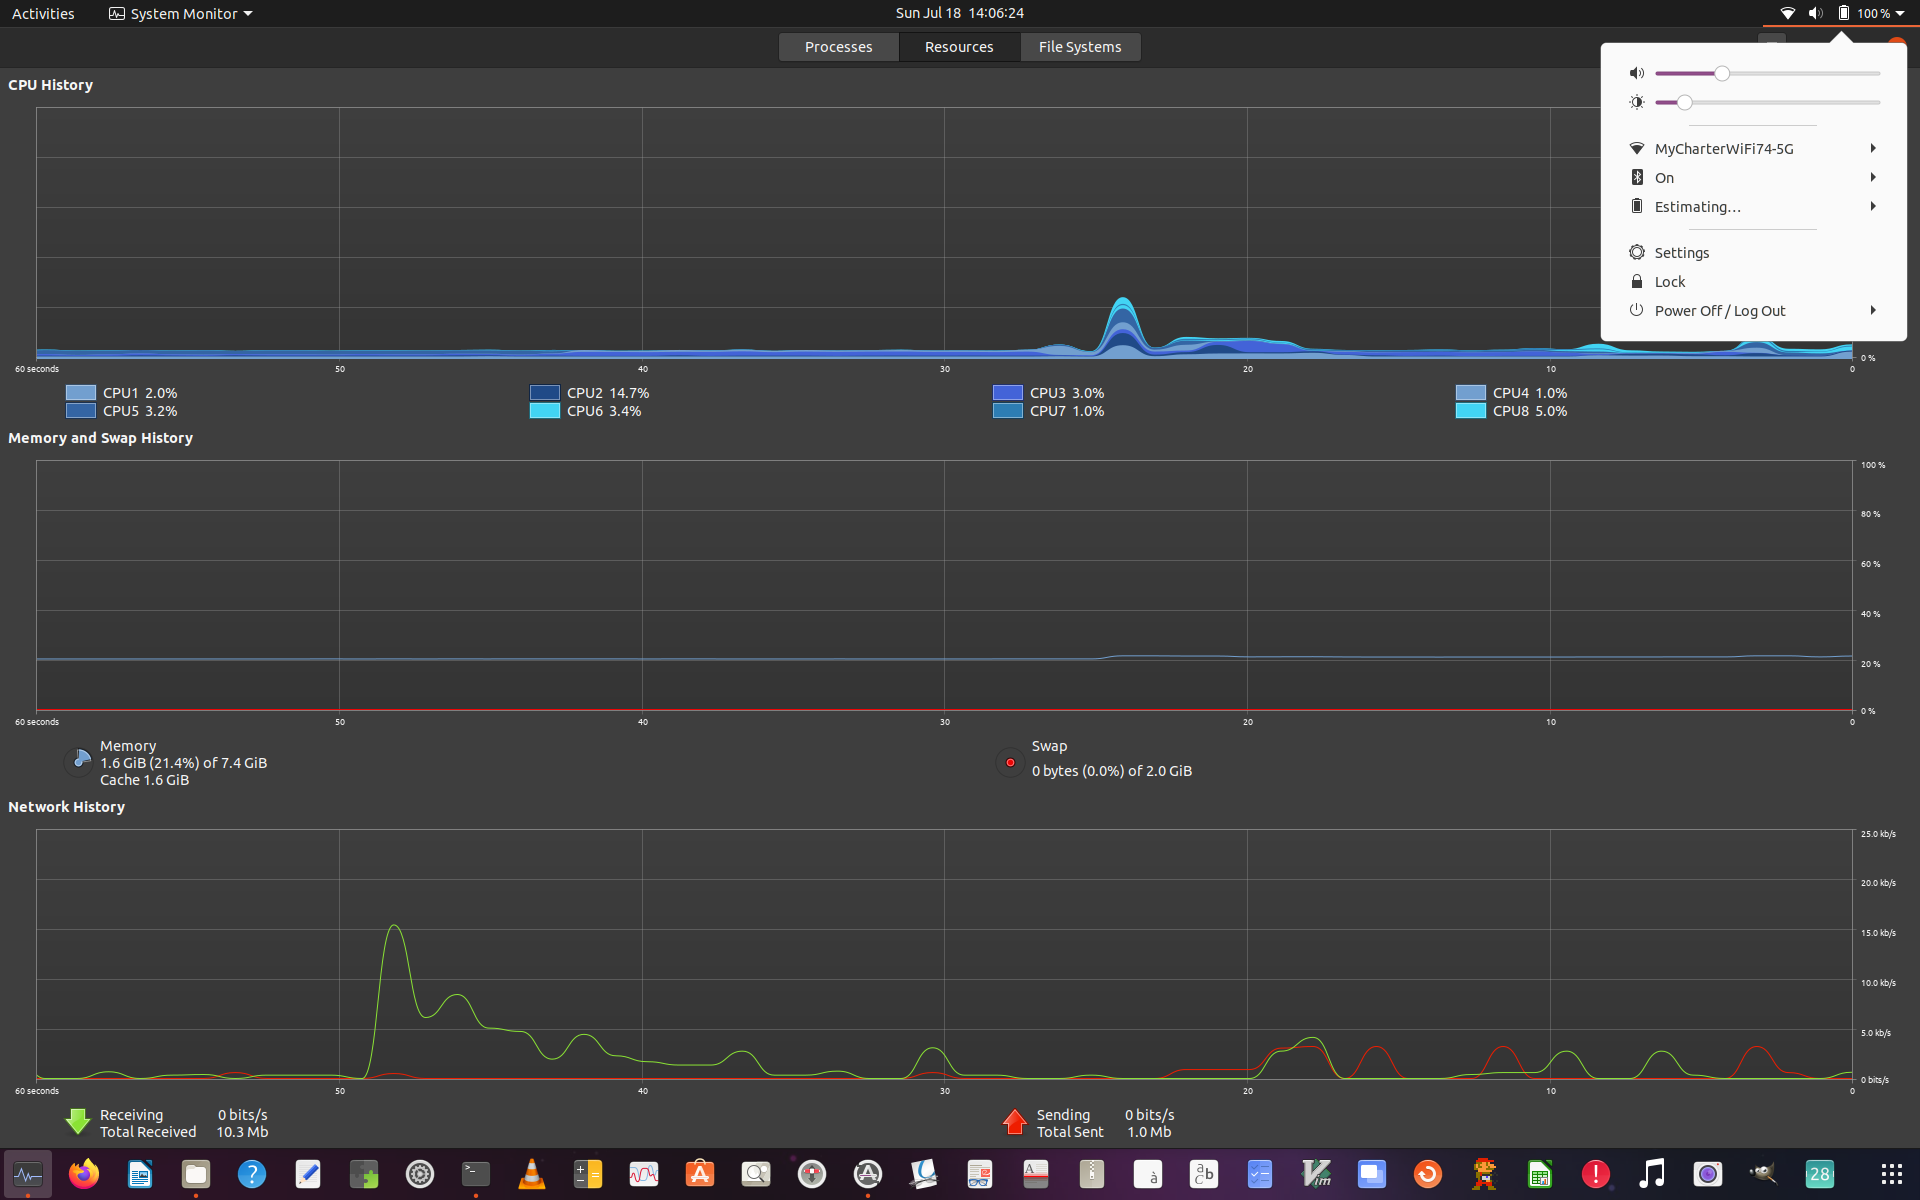 Activities
System Monitor
Sun Jul 18 14:06:24
100 %
Processes
Resources
File Systems
CPU History
MyCharterWiFi74-5G
On
Estimating…
Settings
Lock
Power Off / Log Out
0 %
60 seconds 50 40 30 20 10 0
CPU1 2.0% CPU2 14.7% CPU3 3.0% CPU4 1.0%
CPU5 3.2% CPU6 3.4% CPU7 1.0% CPU8 5.0%
Memory and Swap History
100 %
80 %
60 %
40 %
20 %
0 %
60 seconds 50 40 30 20 10 0
Memory
1.6 GiB (21.4%) of 7.4 GiB
Cache 1.6 GiB
Swap
0 bytes (0.0%) of 2.0 GiB
Network History
25.0 kb/s
20.0 kb/s
15.0 kb/s
10.0 kb/s
5.0 kb/s
0 bits/s
60 seconds 50 40 30 20 10 0
Receiving 0 bits/s
Total Received 10.3 Mb
Sending 0 bits/s
Total Sent 1.0 Mb
28